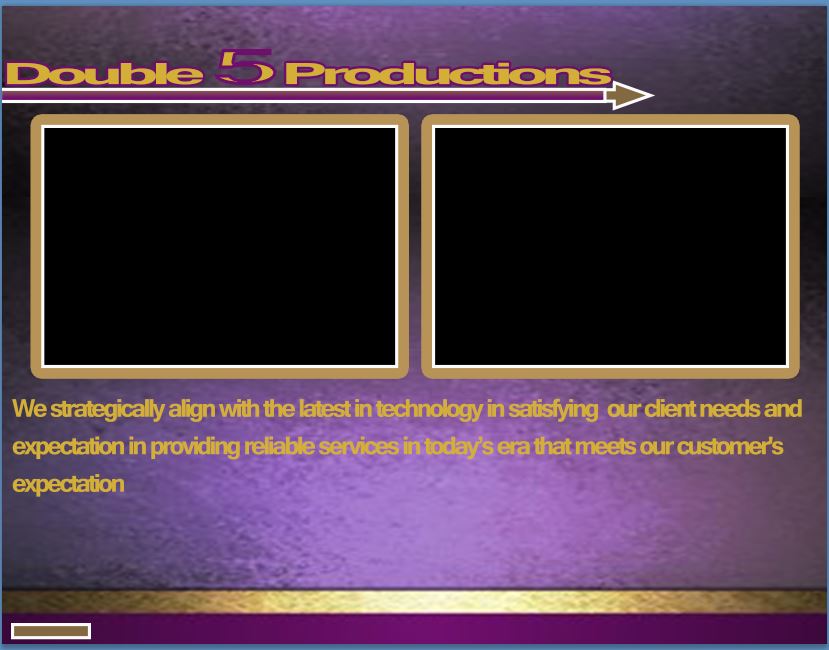 Double 5 Productions
We strategically align with the latest in technology in satisfying  our client needs and
expectation in providing reliable services in today’s era that meets our customer's
expectation